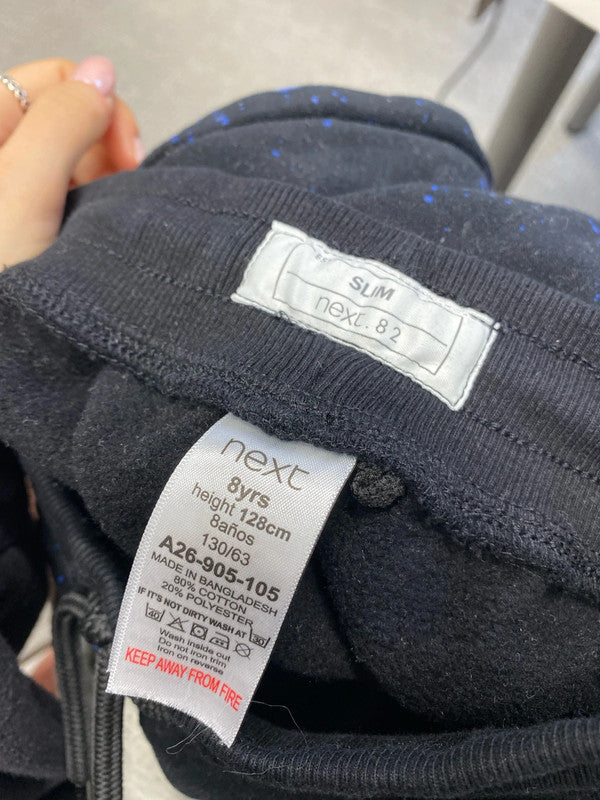 SLIM
next. 82
next
8yrs
height 128cm
8años
130/63
A26-905-105
MADE IN BANGLADESH
80% COTTON
20% POLYESTER
IF IT'S NOT DIRTY WASH AT 30
40
Wash inside out
Do not iron trim
Iron on reverse
KEEP AWAY FROM FIRE